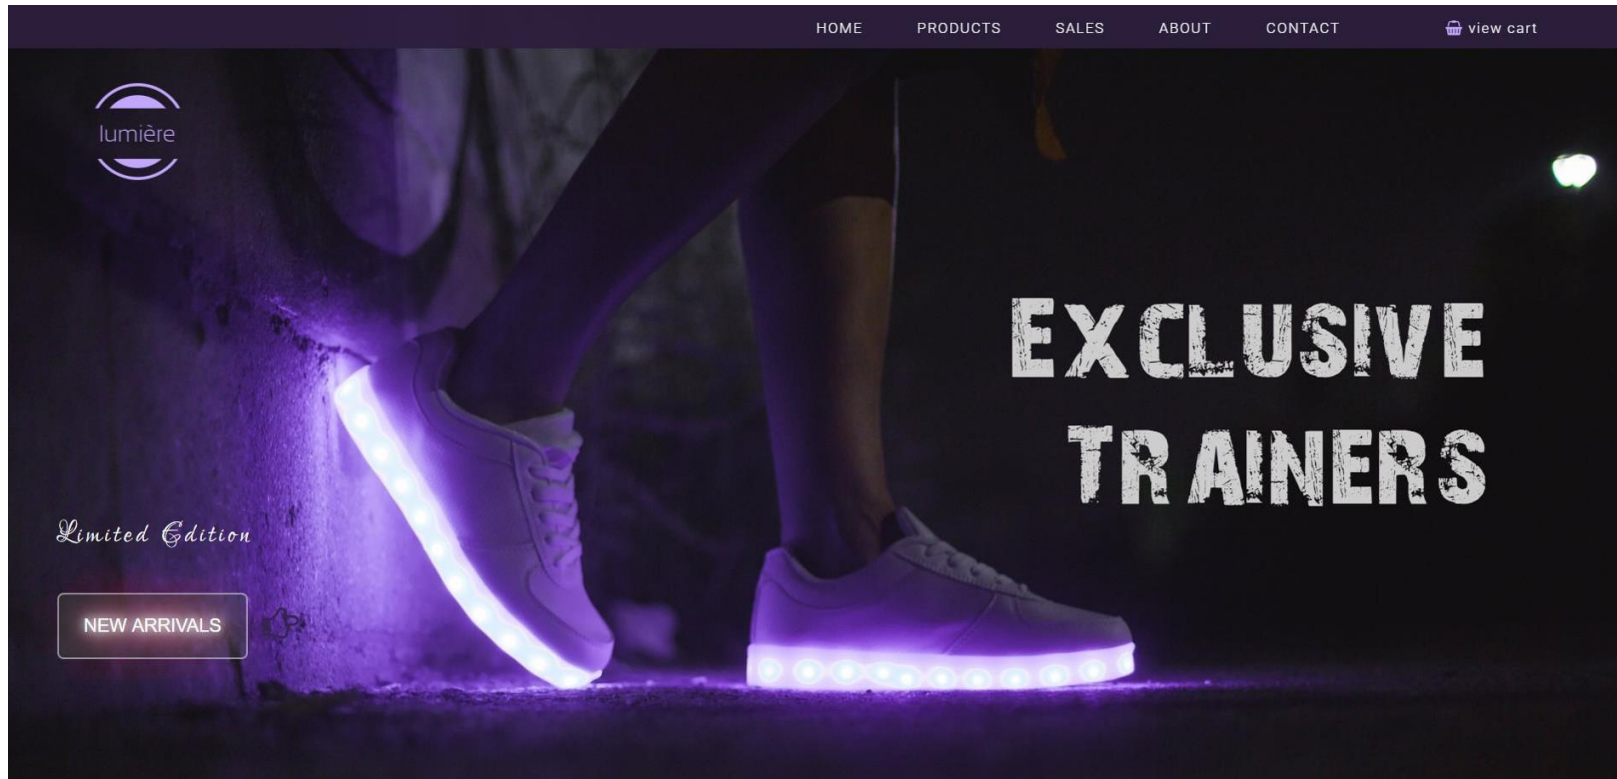 HOME PRODUCTS SALES ABOUT CONTACT view cart
lumière
EXCLUSIVE
TRAINERS
Limited Edition
NEW ARRIVALS